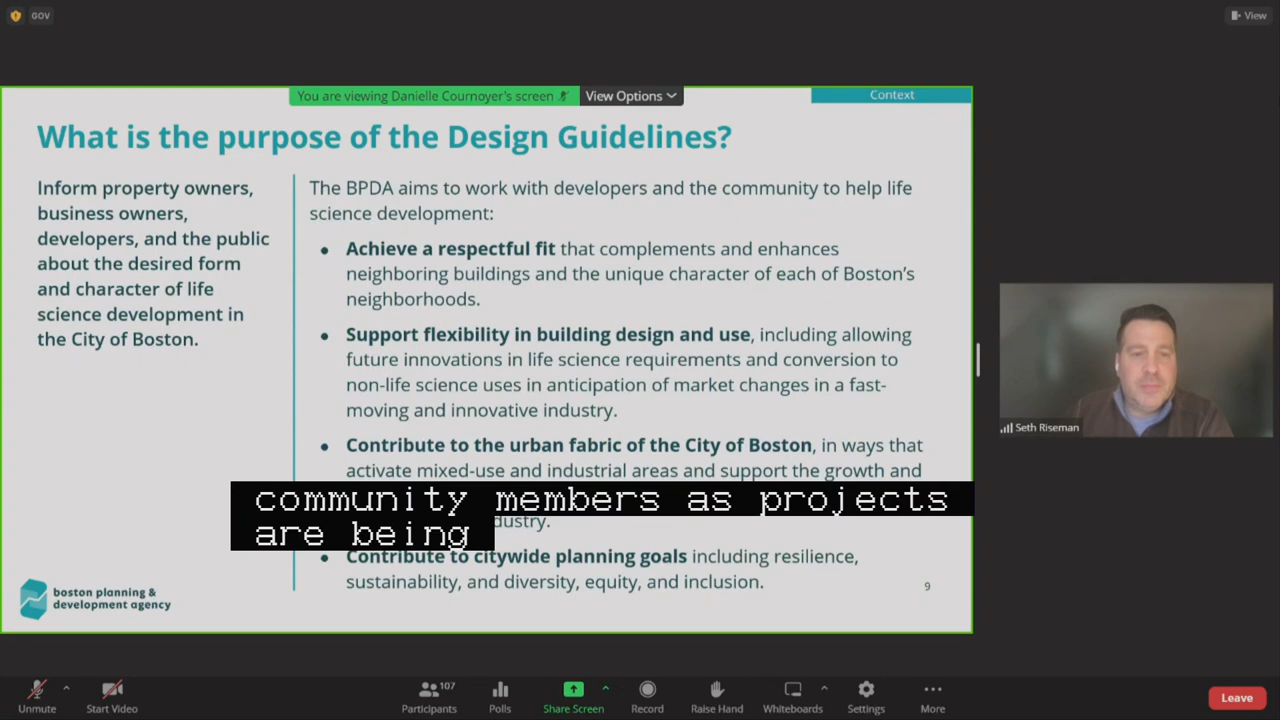 GOV
View
You are viewing Danielle Cournoyer's screen
View Options
Context
What is the purpose of the Design Guidelines?
Inform property owners,
business owners,
developers, and the public
about the desired form
and character of life
science development in
the City of Boston.
The BPDA aims to work with developers and the community to help life
science development:
• Achieve a respectful fit that complements and enhances
neighboring buildings and the unique character of each of Boston's
neighborhoods.
• Support flexibility in building design and use, including allowing
future innovations in life science requirements and conversion to
non-life science uses in anticipation of market changes in a fast-
moving and innovative industry.
• Contribute to the urban fabric of the City of Boston, in ways that
activate mixed-use and industrial areas and support the growth and
community members as projects
are being
dustry.
• Contribute to citywide planning goals including resilience,
sustainability, and diversity, equity, and inclusion.
boston planning &
development agency
9
Seth Riseman
Unmute
Start Video
107
Participants
Polls
Share Screen
Record
Raise Hand
Whiteboards
Settings
More
Leave